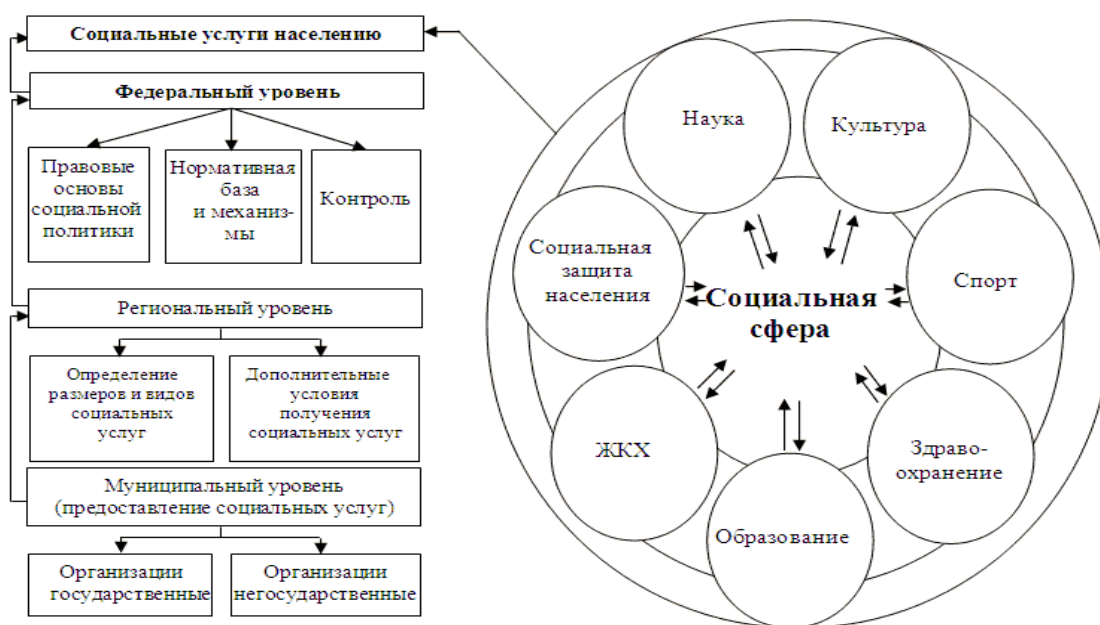 Социальные услуги населению
Федеральный уровень
Правовые
основы
социальной
политики
Нормативная
база
и механиз-
мы
Контроль
Региональный уровень
Определение
размеров и видов
социальных
услуг
Дополнительные
условия
получения
социальных услуг
Муниципальный уровень
(предоставление социальных услуг)
Организации
государственные
Организации
негосударственные
Наука
Культура
Социальная
защита
населения
Спорт
Социальная
сфера
ЖКХ
Здраво-
охранение
Образование